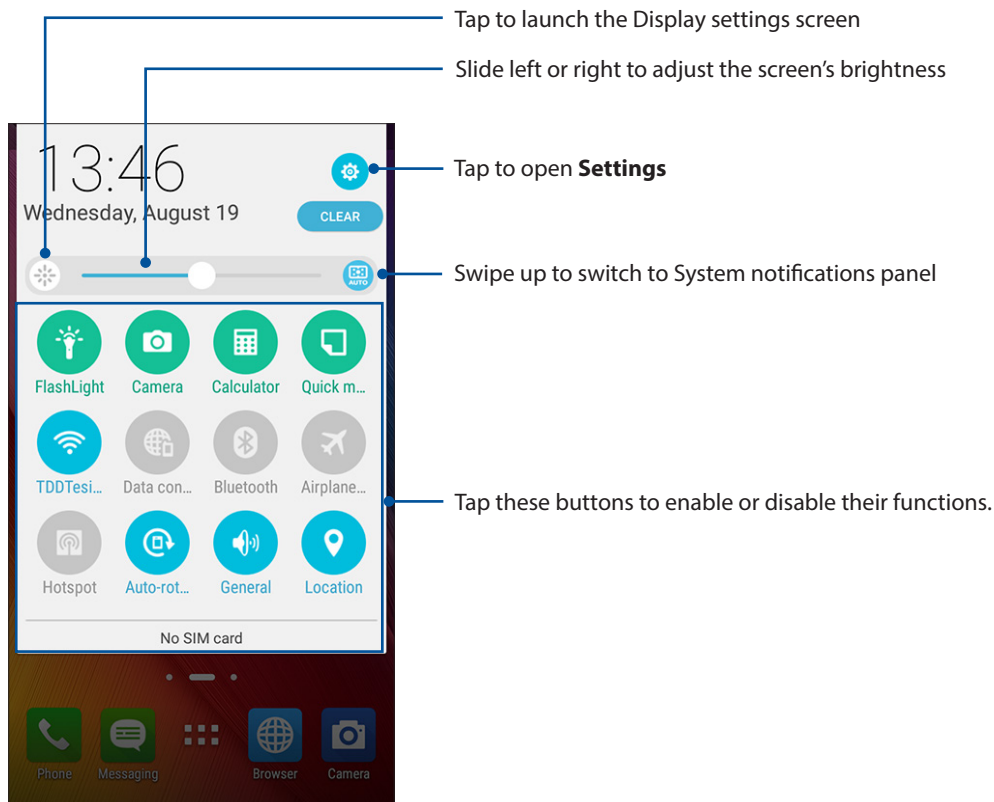 Tap to launch the Display settings screen
Slide left or right to adjust the screen's brightness
13:46
Tap to open Settings
Wednesday, August 19
CLEAR
AUTO
Swipe up to switch to System notifications panel
FlashLight Camera Calculator Quick m...
TDDTesi... Data con... Bluetooth Airplane...
Tap these buttons to enable or disable their functions.
Hotspot Auto-rot... General Location
No SIM card
Phone Messaging Browser Camera